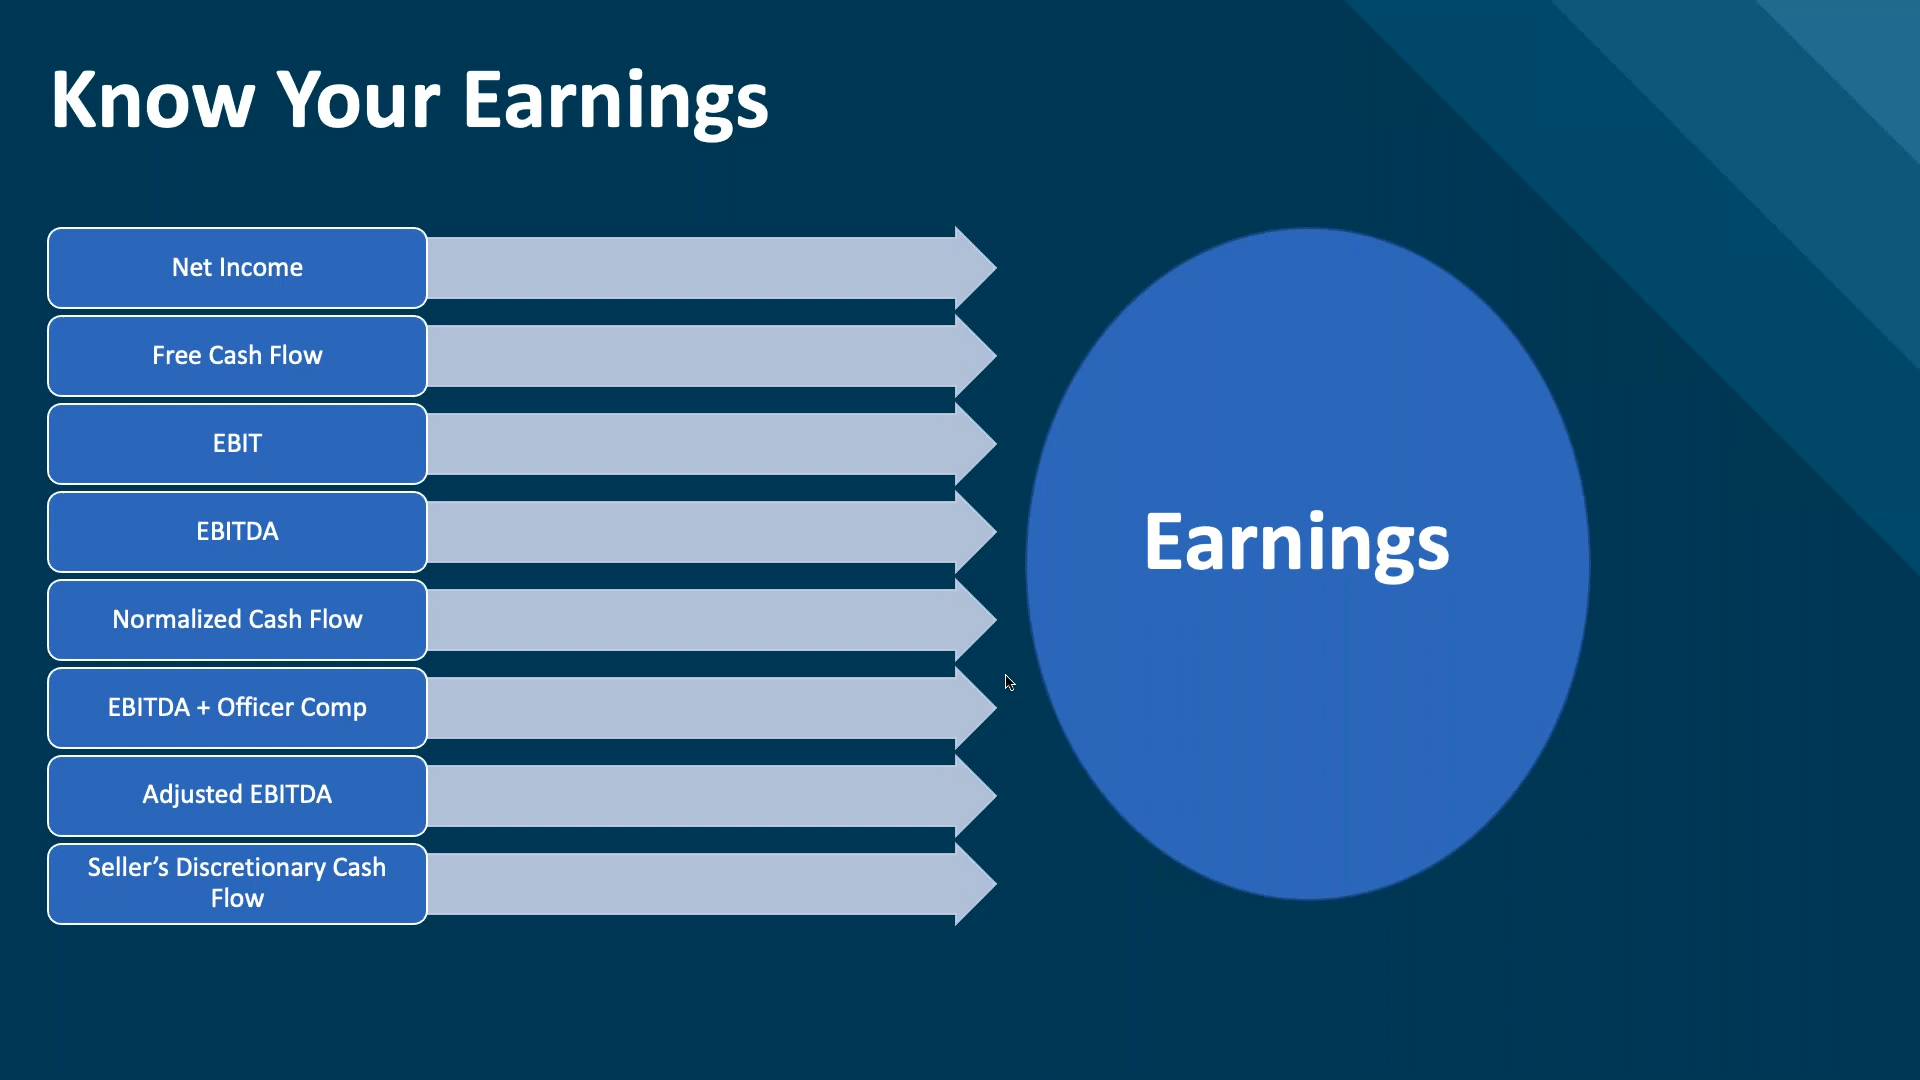 Know Your Earnings
Net Income
Free Cash Flow
EBIT
EBITDA
Normalized Cash Flow
EBITDA + Officer Comp
Adjusted EBITDA
Seller’s Discretionary Cash
Flow
Earnings